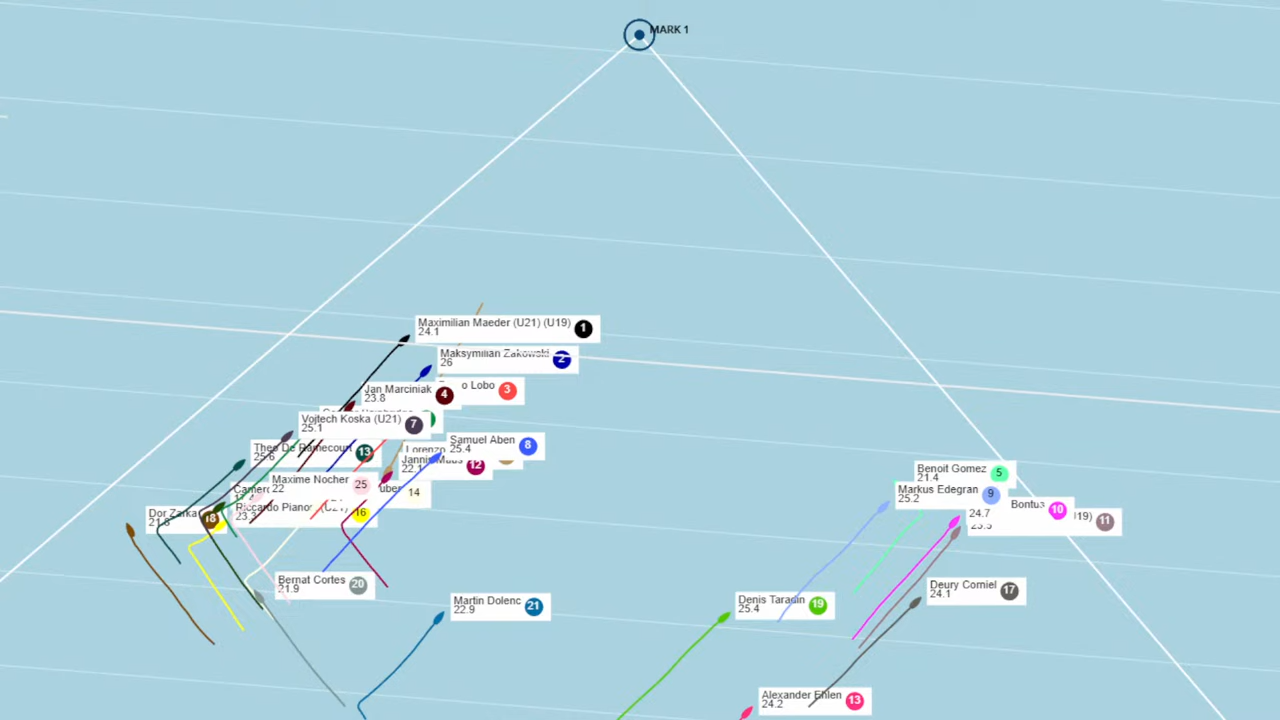 MARK 1
Maximilian Maeder (U21) (U19)
24.1
1
Maksymilian Zakowski
26
2
Lobo
3
Jan Marciniak
23.8
4
Vojtech Koska (U21)
25.1
7
Samuel Aben
25.4
8
Theo De Ramecourt
25.6
13
Lorenzo
22.1
12
Maxime Nocher
22
25
14
Benoit Gomez
21.4
5
Markus Edegran
25.2
9
Bontus
24.7
10
11
Dor Zarka
18
Riccardo Pianosi (U21)
23.3
16
Bernat Cortes
21.9
20
Deury Corniel
24.1
17
Martin Dolenc
22.9
21
Denis Taradin
25.4
19
Alexander Ehlen
24.2
13